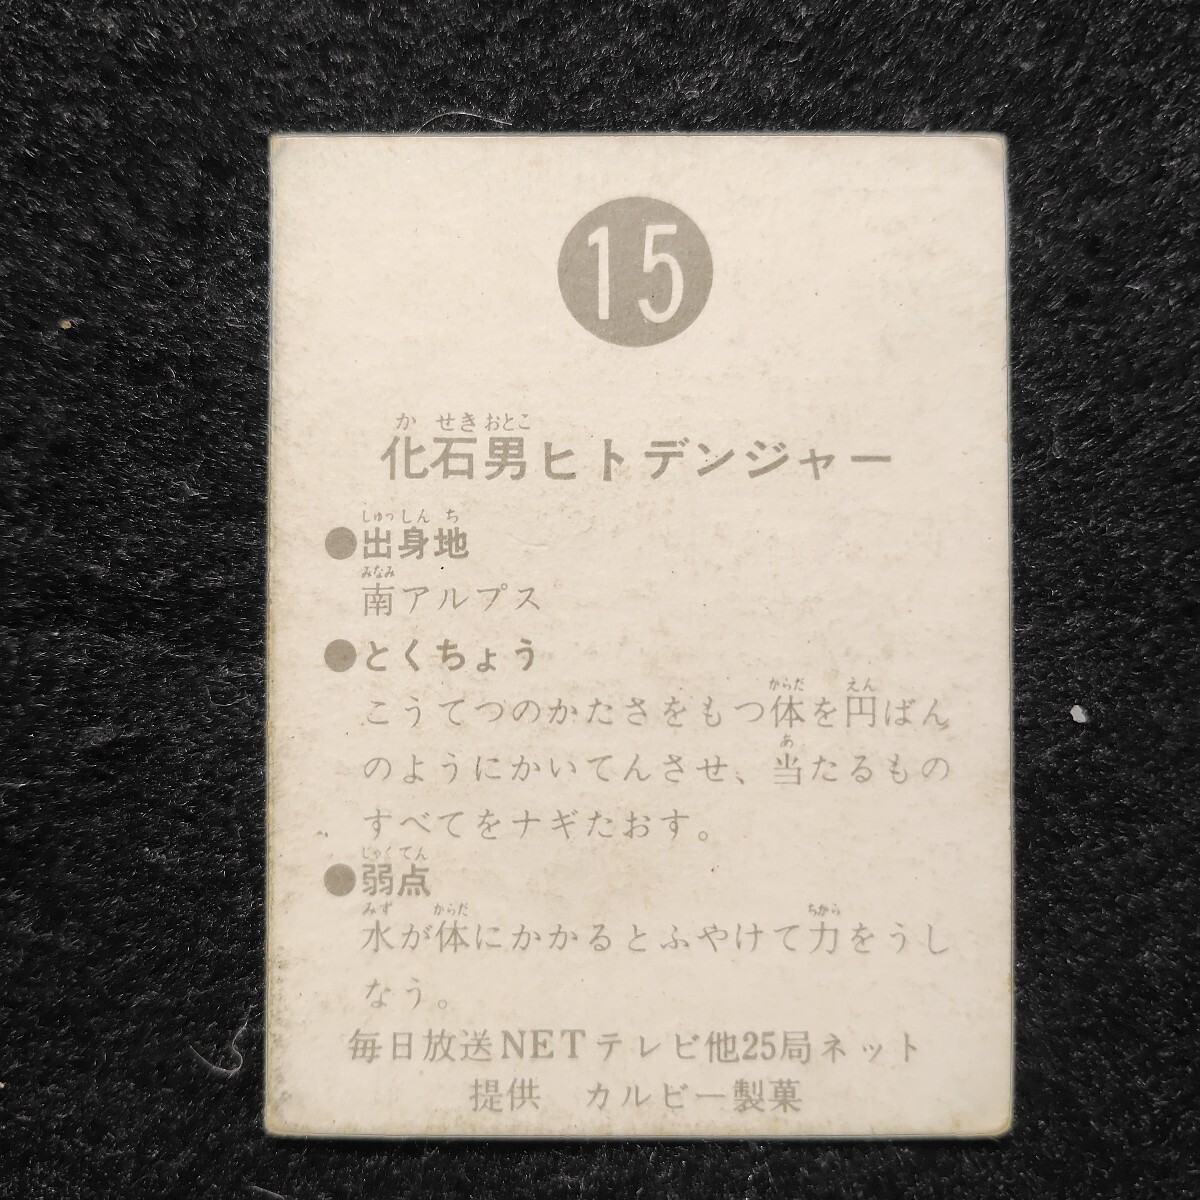 15
かせきおとこ
化石男ヒトデンジャー
しゅっしんち
●出身地
みなみ
南アルプス
●とくちょう
からだ えん
こうてつのかたさをもつ体を円ばん
あ
のようにかいてんさせ、当たるもの
すべてをナギたおす。
じゃくてん
●弱点
みず からだ ちから
水が体にかかるとふやけて力をうし
なう。
毎日放送NETテレビ他25局ネット
提供 カルビー製菓